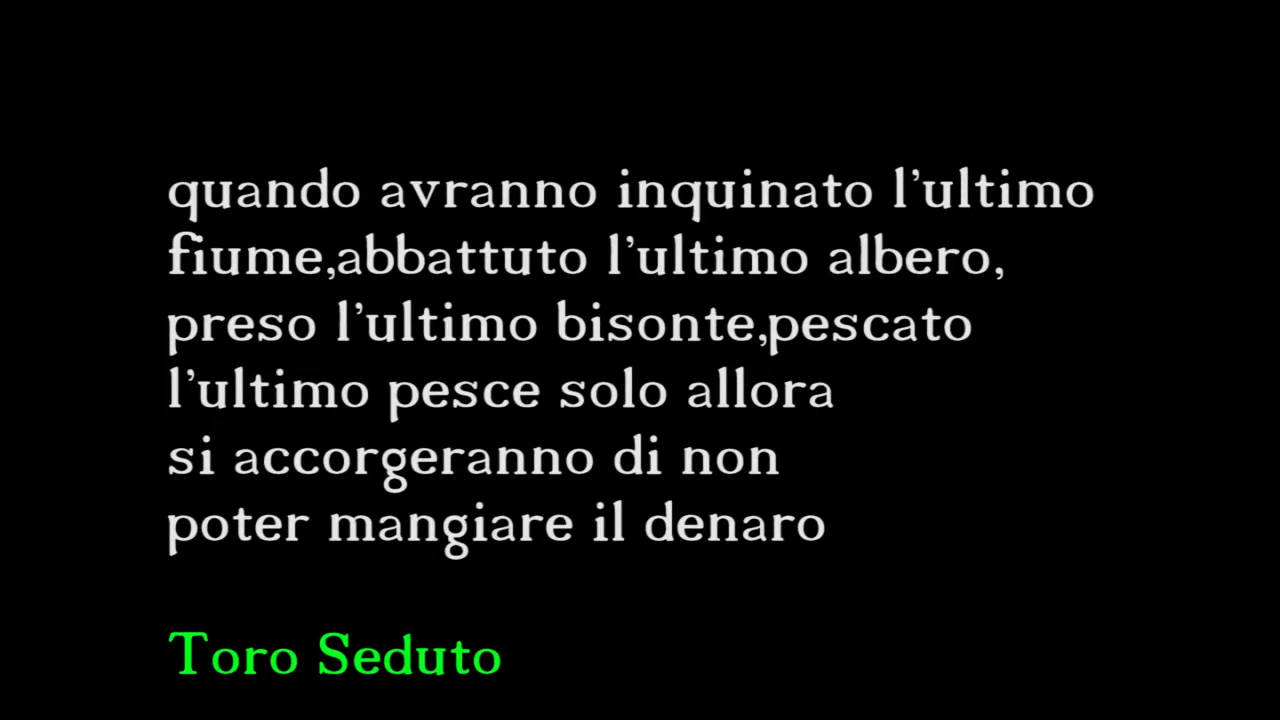 quando avranno inquinato l'ultimo
fiume,abbattuto l'ultimo albero,
preso l'ultimo bisonte,pescato
l'ultimo pesce solo allora
si accorgeranno di non
poter mangiare il denaro
Toro Seduto